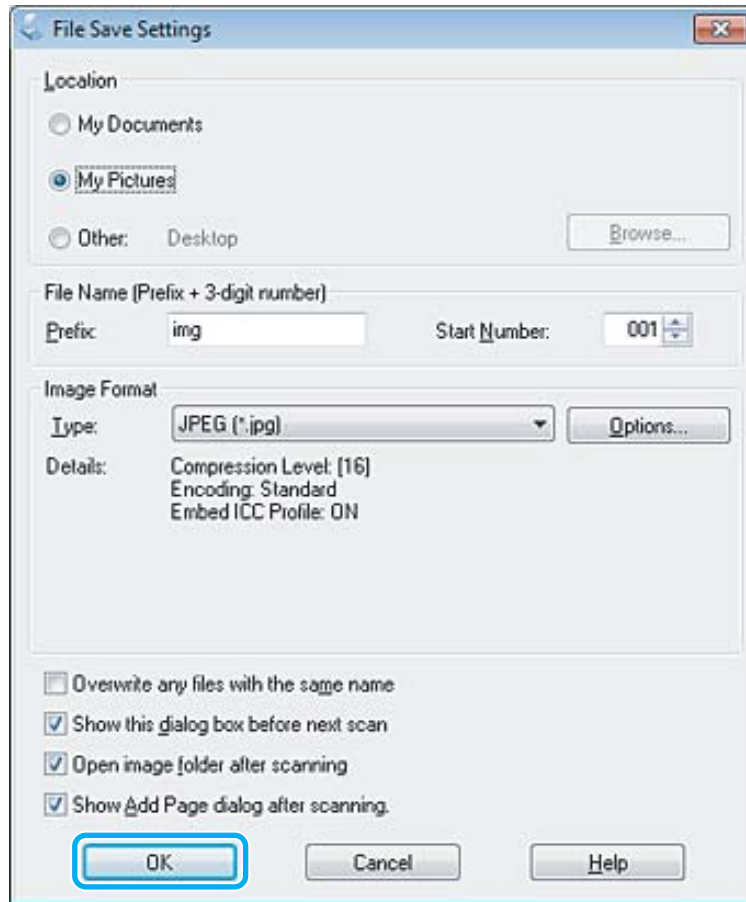 File Save Settings
Location
My Documents
My Pictures
Other: Desktop Browse...
File Name (Prefix + 3-digit number)
Prefix: img Start Number: 001
Image Format
Type: JPEG (*.jpg) Options...
Details: Compression Level: [16]
Encoding: Standard
Embed ICC Profile: ON
Overwrite any files with the same name
Show this dialog box before next scan
Open image folder after scanning
Show Add Page dialog after scanning.
OK Cancel Help